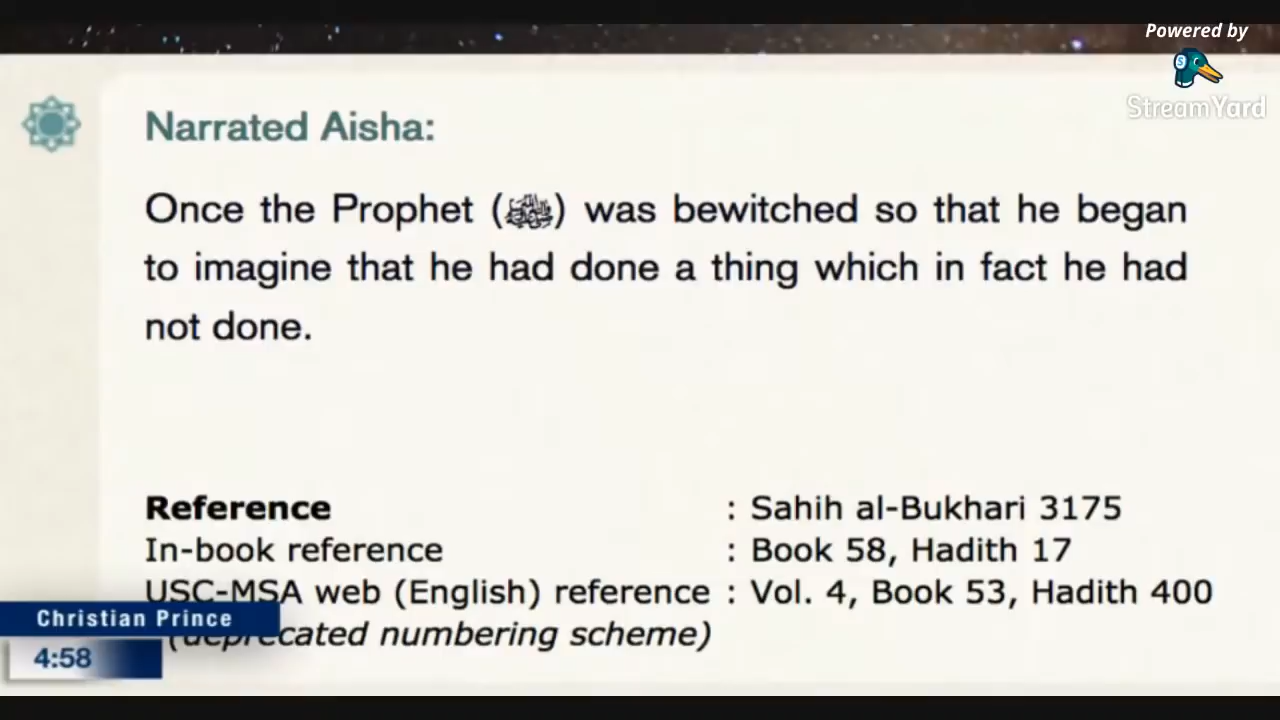 Powered by
StreamYard
Narrated Aisha:
Once the Prophet (ﷺ) was bewitched so that he began
to imagine that he had done a thing which in fact he had
not done.
Reference : Sahih al-Bukhari 3175
In-book reference : Book 58, Hadith 17
USC-MSA web (English) reference : Vol. 4, Book 53, Hadith 400
(deprecated numbering scheme)
Christian Prince
4:58